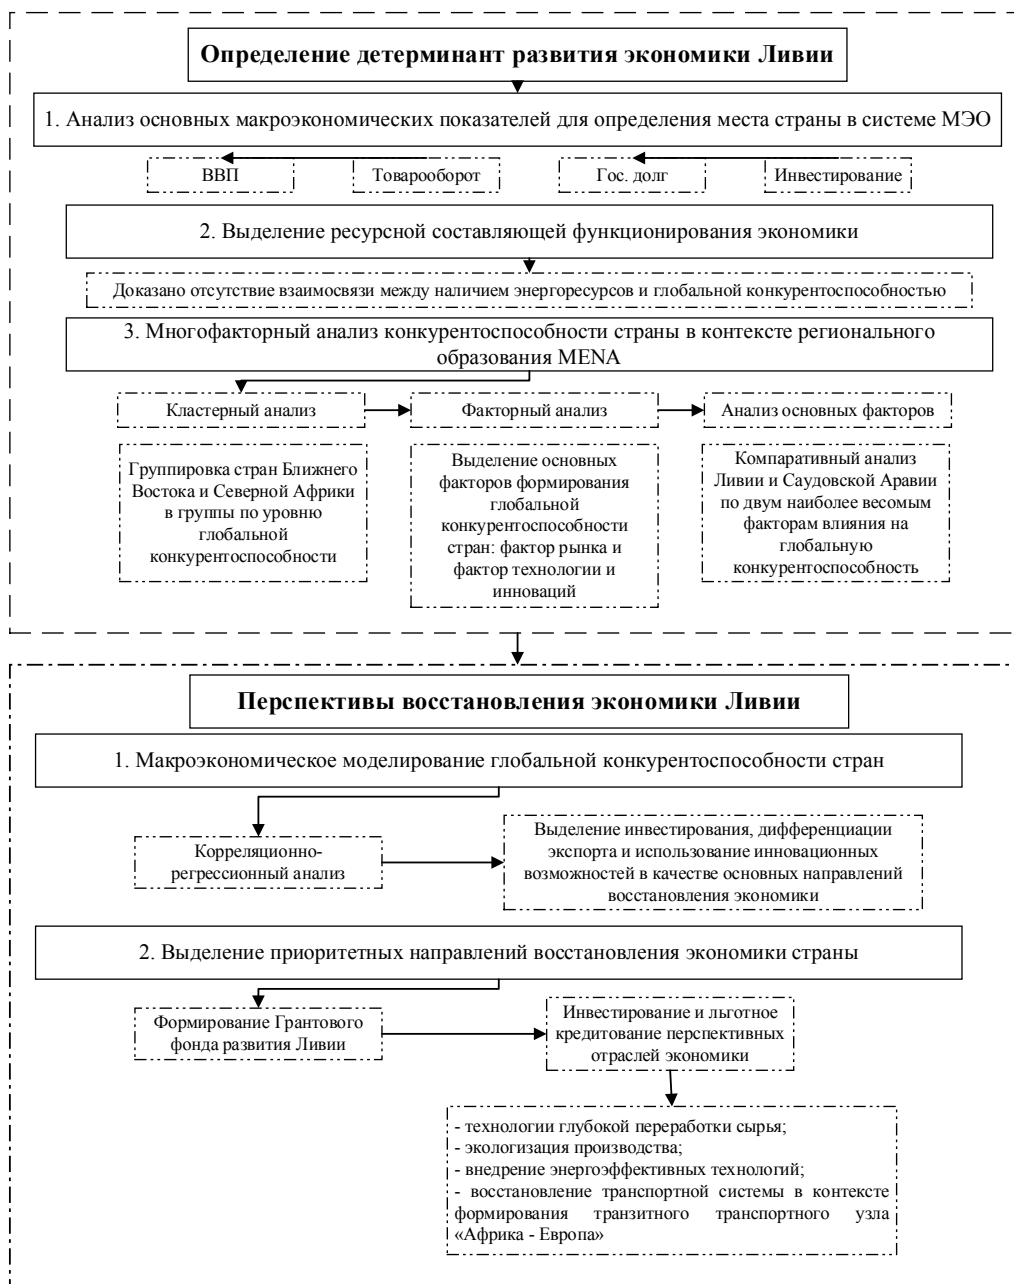 Определение детерминант развития экономики Ливии
1. Анализ основных макроэкономических показателей для определения места страны в системе МЭО
ВВП
Товарооборот
Гос. долг
Инвестирование
2. Выделение ресурсной составляющей функционирования экономики
Доказано отсутствие взаимосвязи между наличием энергоресурсов и глобальной конкурентоспособностью
3. Многофакторный анализ конкурентоспособности страны в контексте регионального
образования MENA
Кластерный анализ
Факторный анализ
Анализ основных факторов
Группировка стран Ближнего
Востока и Северной Африки
в группы по уровню
глобальной
конкурентоспособности
Выделение основных
факторов формирования
глобальной
конкурентоспособности
стран: фактор рынка и
фактор технологии и
инноваций
Компаративный анализ
Ливии и Саудовской Аравии
по двум наиболее весомым
факторам влияния на
глобальную
конкурентоспособность
Перспективы восстановления экономики Ливии
1. Макроэкономическое моделирование глобальной конкурентоспособности стран
Корреляционно-
регрессионный анализ
Выделение инвестирования, дифференциации
экспорта и использование инновационных
возможностей в качестве основных направлений
восстановления экономики
2. Выделение приоритетных направлений восстановления экономики страны
Формирование Грантового
фонда развития Ливии
Инвестирование и льготное
кредитование перспективных
отраслей экономики
- технологии глубокой переработки сырья;
- экологизация производства;
- внедрение энергоэффективных технологий;
- восстановление транспортной системы в контексте
формирования транзитного транспортного узла
«Африка - Европа»